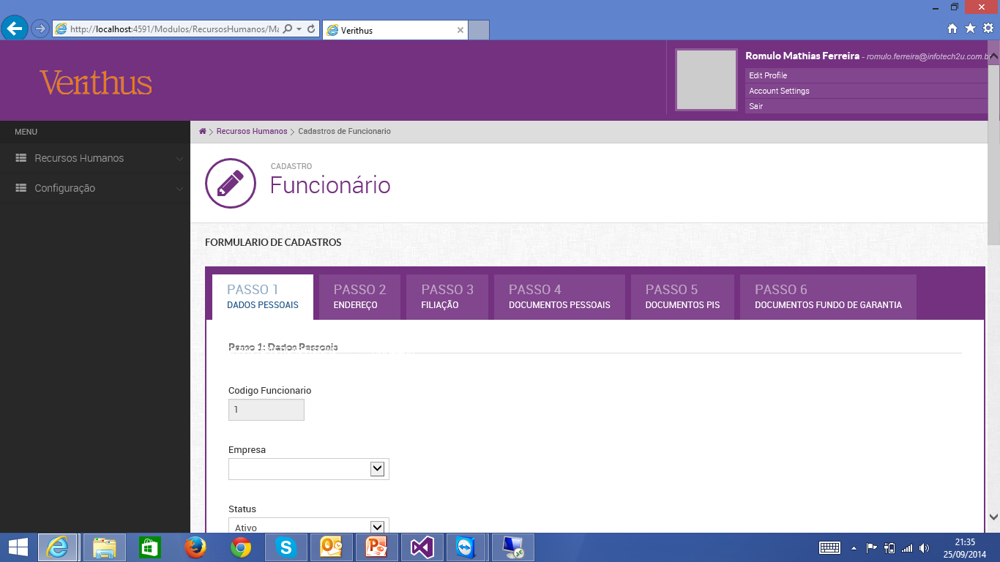 http://localhost:4591/Modulos/RecursosHumanos/Ma
Verithus
Verithus
Romulo Mathias Ferreira - romulo.ferreira@infotech2u.com.br
Edit Profile
Account Settings
Sair
MENU
Recursos Humanos
Configuração
Recursos Humanos > Cadastros de Funcionario
CADASTRO
Funcionário
FORMULARIO DE CADASTROS
PASSO 1
DADOS PESSOAIS
PASSO 2
ENDEREÇO
PASSO 3
FILIAÇÃO
PASSO 4
DOCUMENTOS PESSOAIS
PASSO 5
DOCUMENTOS PIS
PASSO 6
DOCUMENTOS FUNDO DE GARANTIA
Passo 1: Dados Pessoais
Codigo Funcionario
1
Empresa
Status
Ativo
21:35
25/09/2014